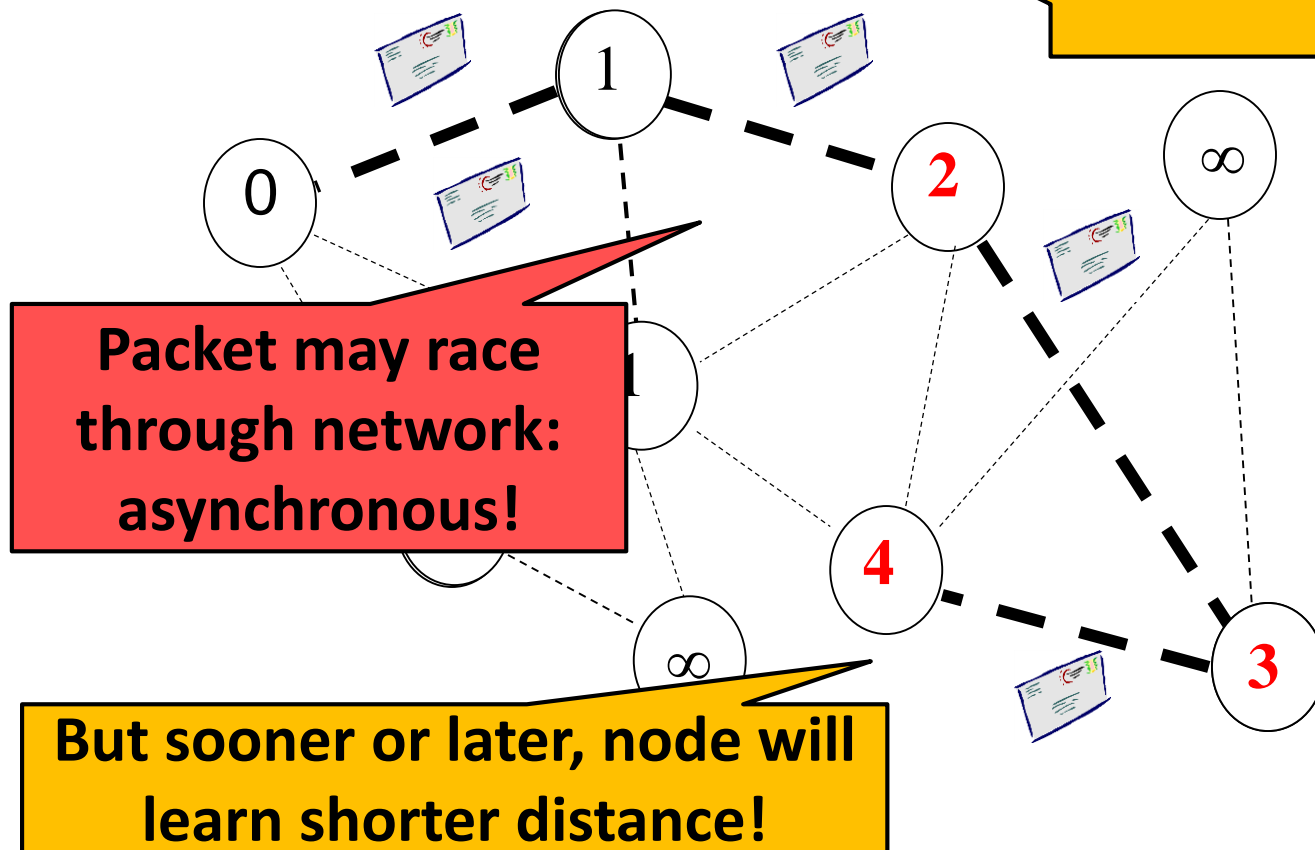 1
∞
2
0
Packet may race
through network:
asynchronous!
1
4
∞
3
But sooner or later, node will
learn shorter distance!